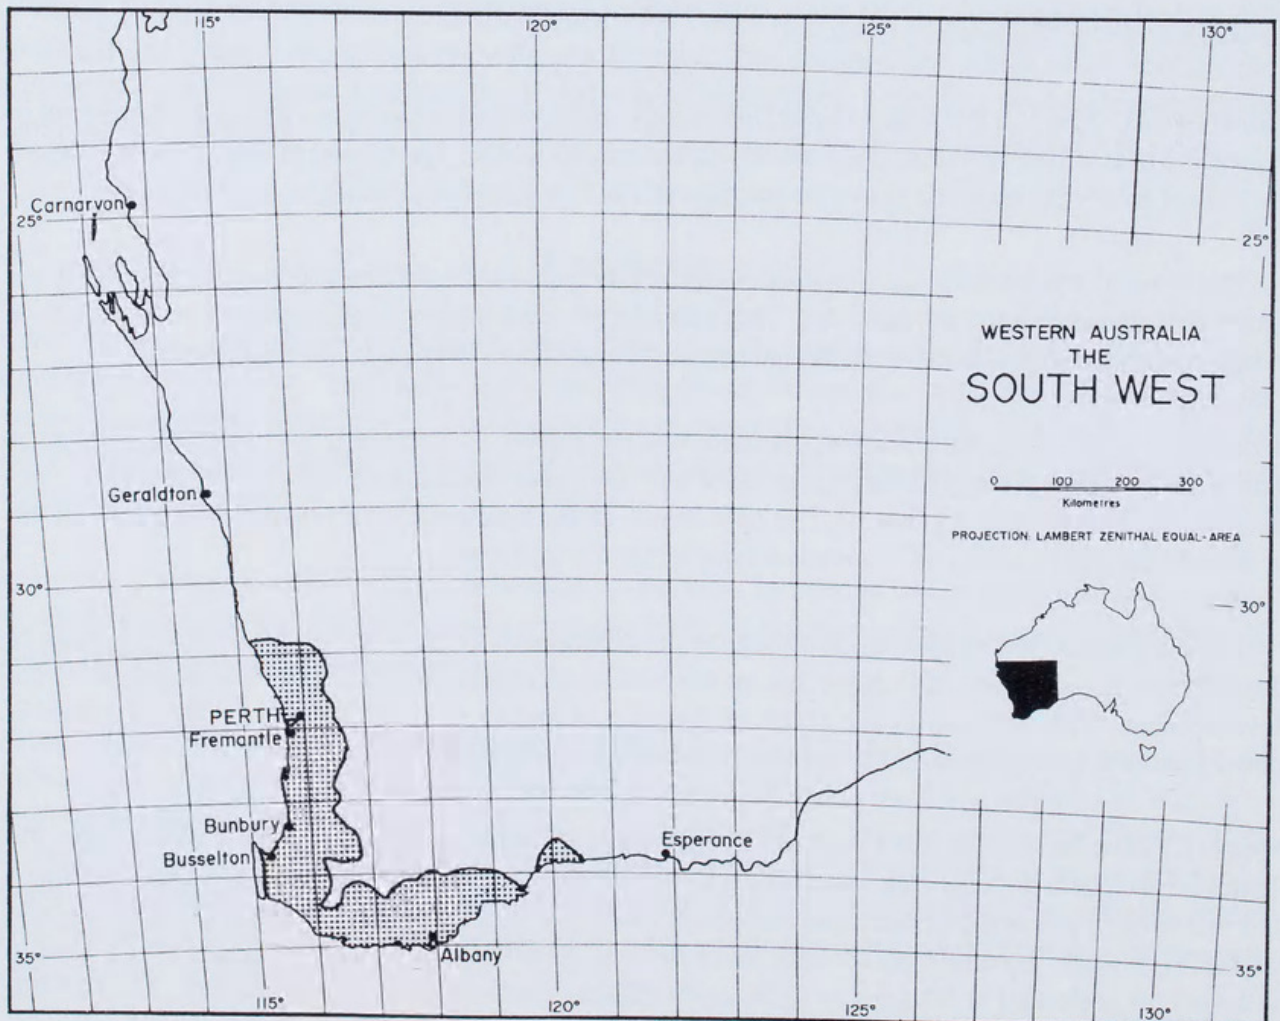 115°
120°
125°
130°
Carnarvon
25°
25°
WESTERN AUSTRALIA
THE
SOUTH WEST
Geraldton
0 100 200 300
Kilometres
PROJECTION: LAMBERT ZENITHAL EQUAL-AREA
30°
30°
PERTH
Fremantle
Bunbury
Busselton
Esperance
Albany
35°
35°
115°
120°
125°
130°